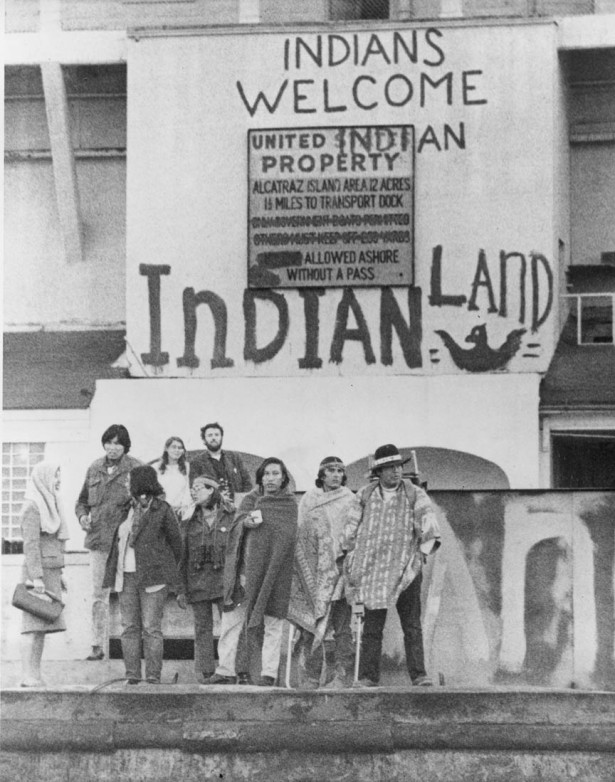 INDIANS
WELCOME
UNITED INDIAN
PROPERTY
ALCATRAZ ISLAND AREA 12 ACRES
1½ MILES TO TRANSPORT DOCK
ALLOWED ASHORE
WITHOUT A PASS
INDIAN LAND